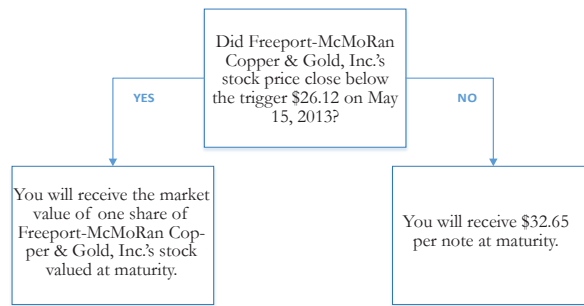 Did Freeport-McMoRan
Copper & Gold, Inc.'s
stock price close below
the trigger $26.12 on May
15, 2013?
YES
NO
You will receive the market
value of one share of
Freeport-McMoRan Cop-
per & Gold, Inc.'s stock
valued at maturity.
You will receive $32.65
per note at maturity.